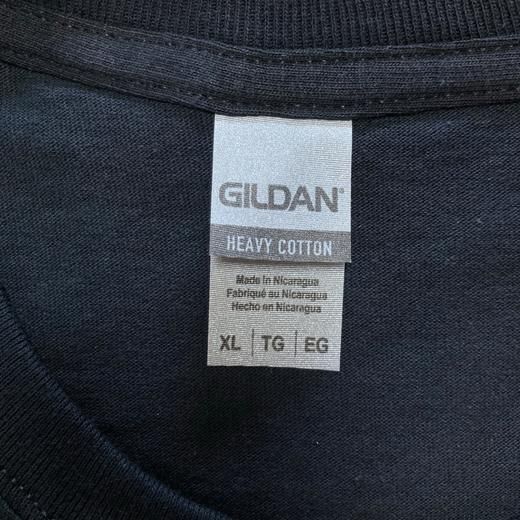 GILDAN®
HEAVY COTTON
Made in Nicaragua
Fabriqué au Nicaragua
Hecho en Nicaragua
XL | TG | EG